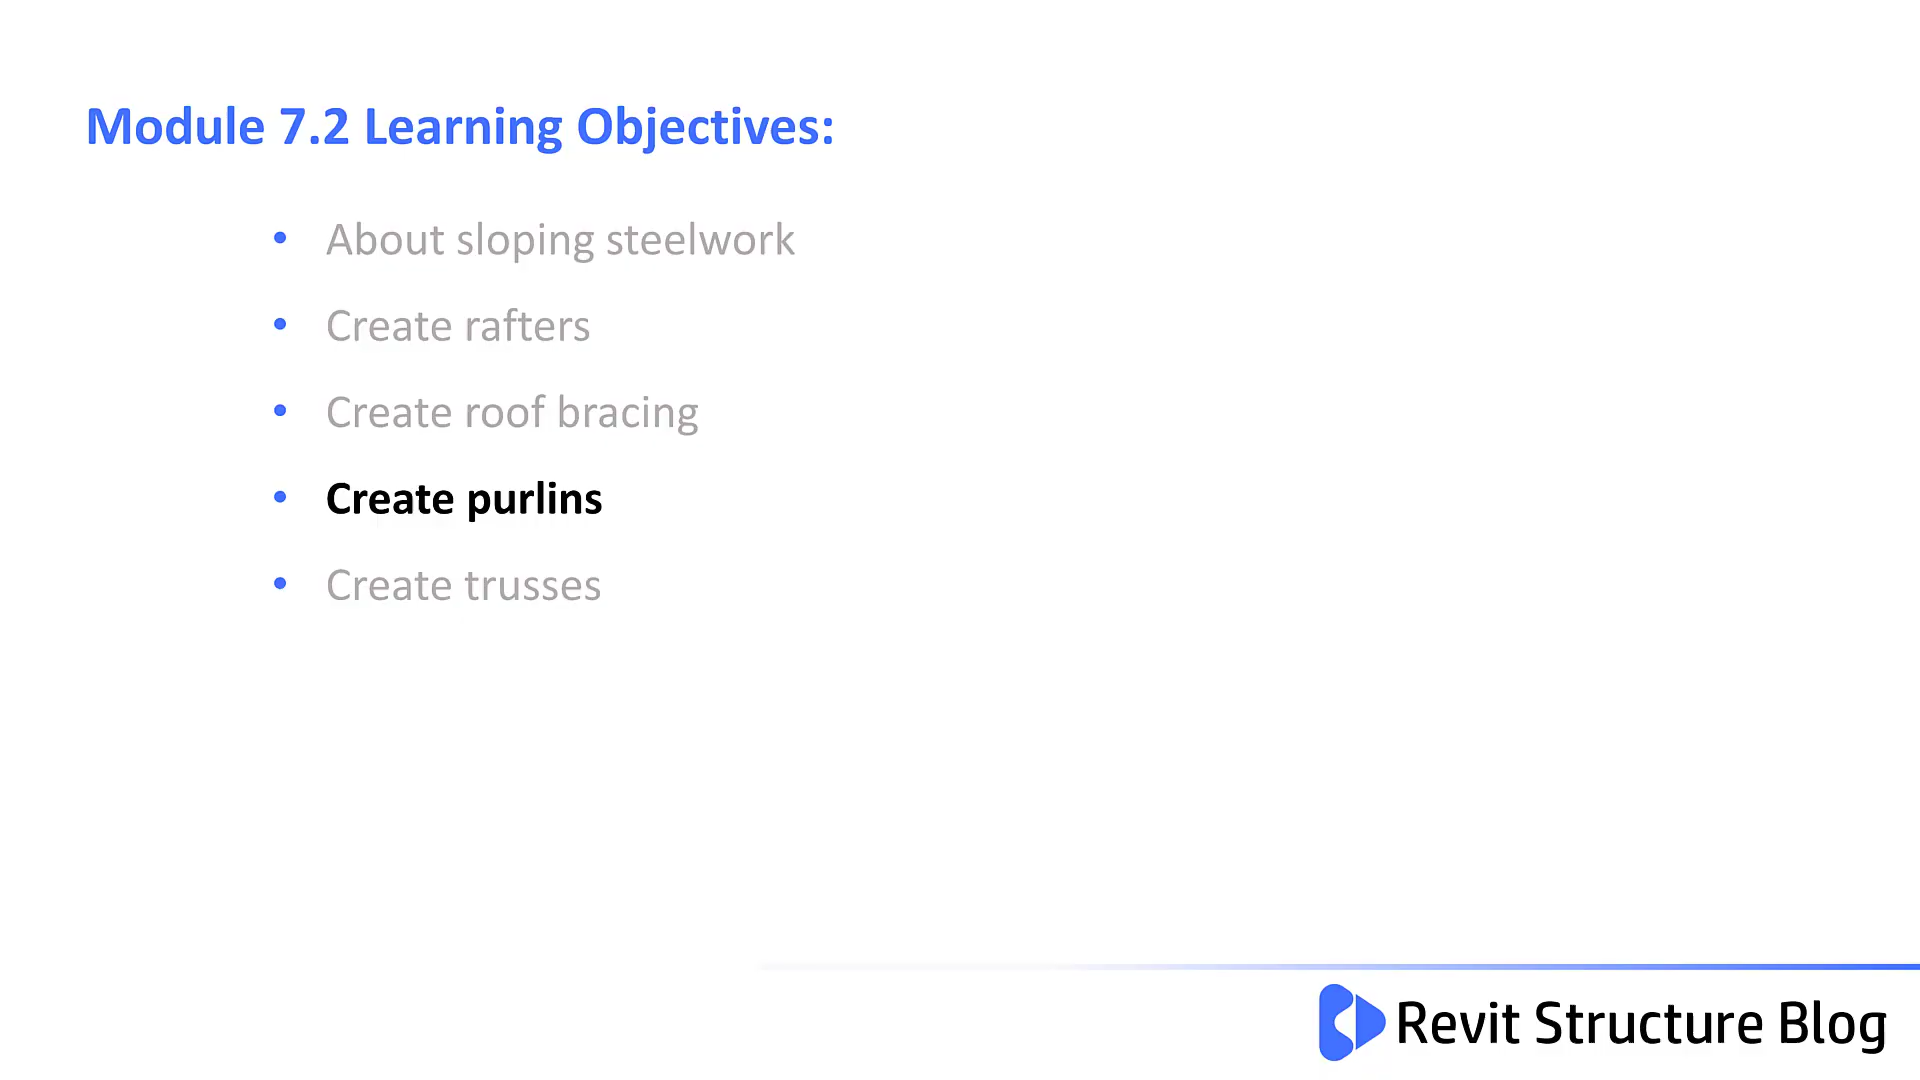 Module 7.2 Learning Objectives:
• About sloping steelwork
• Create rafters
• Create roof bracing
• Create purlins
• Create trusses
Revit Structure Blog